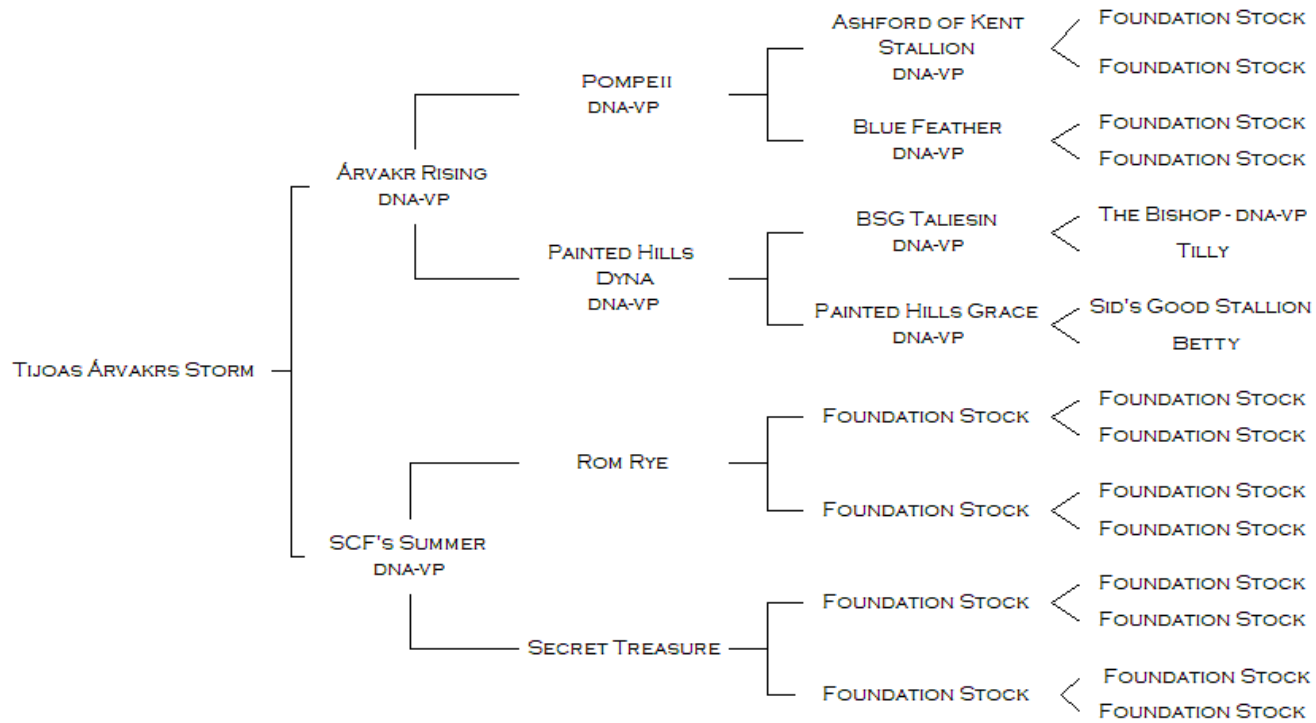 Tijoas Árvakrs Storm
Árvakr Rising
DNA-VP
SCF's Summer
DNA-VP
Pompeii
DNA-VP
Painted Hills
Dyna
DNA-VP
Rom Rye
Secret Treasure
Ashford of Kent
Stallion
DNA-VP
Blue Feather
DNA-VP
BSG Taliesin
DNA-VP
Painted Hills Grace
DNA-VP
Foundation Stock
Foundation Stock
Foundation Stock
Foundation Stock
Foundation Stock
Foundation Stock
Foundation Stock
Foundation Stock
The Bishop - DNA-VP
Tilly
Sid's Good Stallion
Betty
Foundation Stock
Foundation Stock
Foundation Stock
Foundation Stock
Foundation Stock
Foundation Stock
Foundation Stock
Foundation Stock